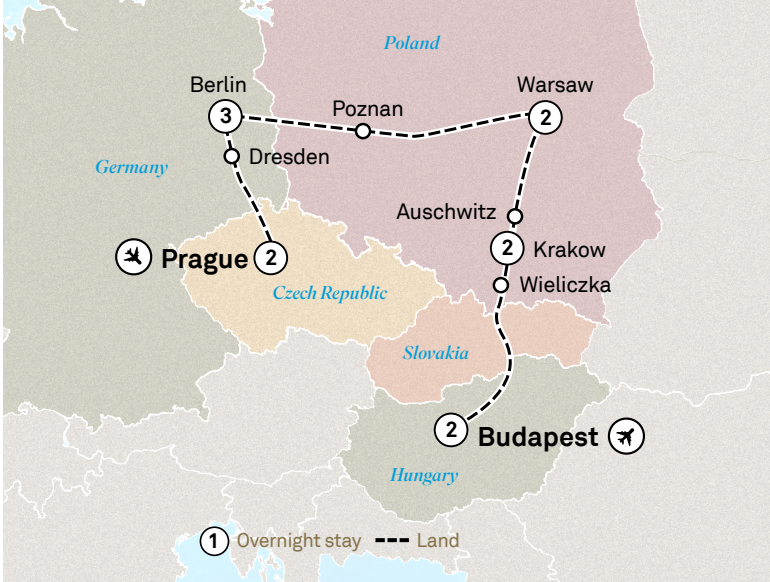 Poland
Berlin
Warsaw
Poznan
3
2
Dresden
Germany
Auschwitz
2
Krakow
Prague
2
Wieliczka
Czech Republic
Slovakia
2
Budapest
Hungary
1 Overnight stay --- Land